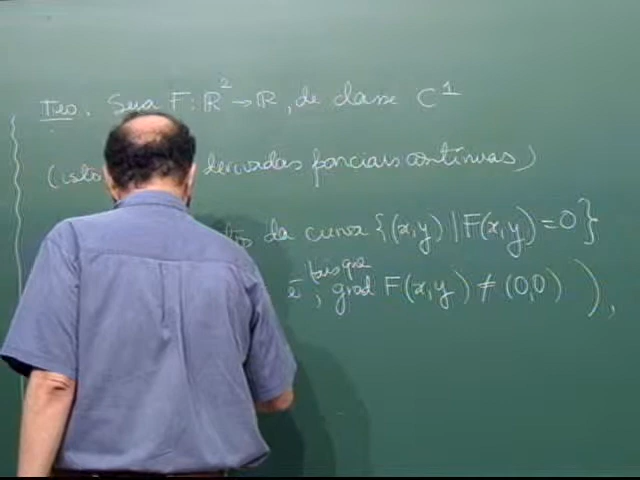 Teo. Seja F: ℝ² → ℝ, de classe C¹
(isto derivadas parciais contínuas)
da curva {(x,y) | F(x,y) = 0}
tais que
é, grad F(x,y) ≠ (0,0) ),